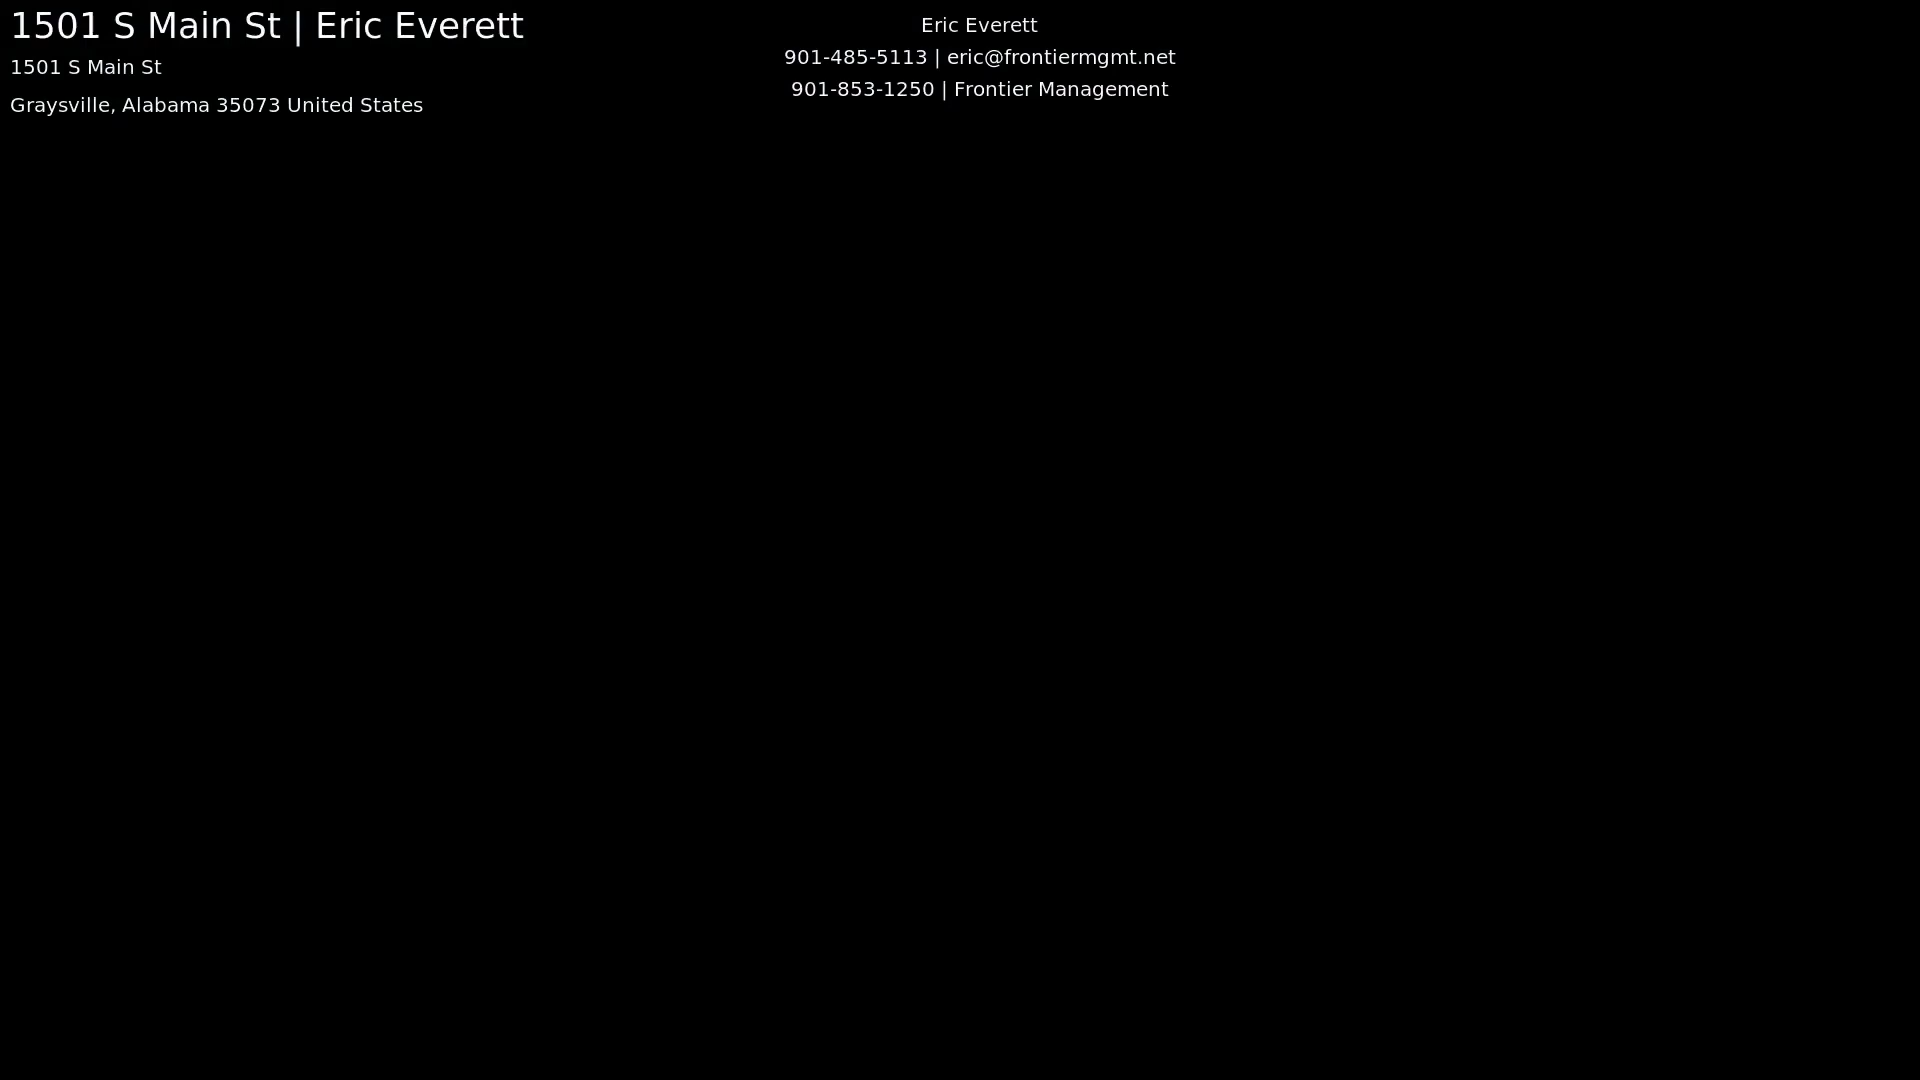 1501 S Main St | Eric Everett
1501 S Main St
Graysville, Alabama 35073 United States
Eric Everett
901-485-5113 | eric@frontiermgmt.net
901-853-1250 | Frontier Management